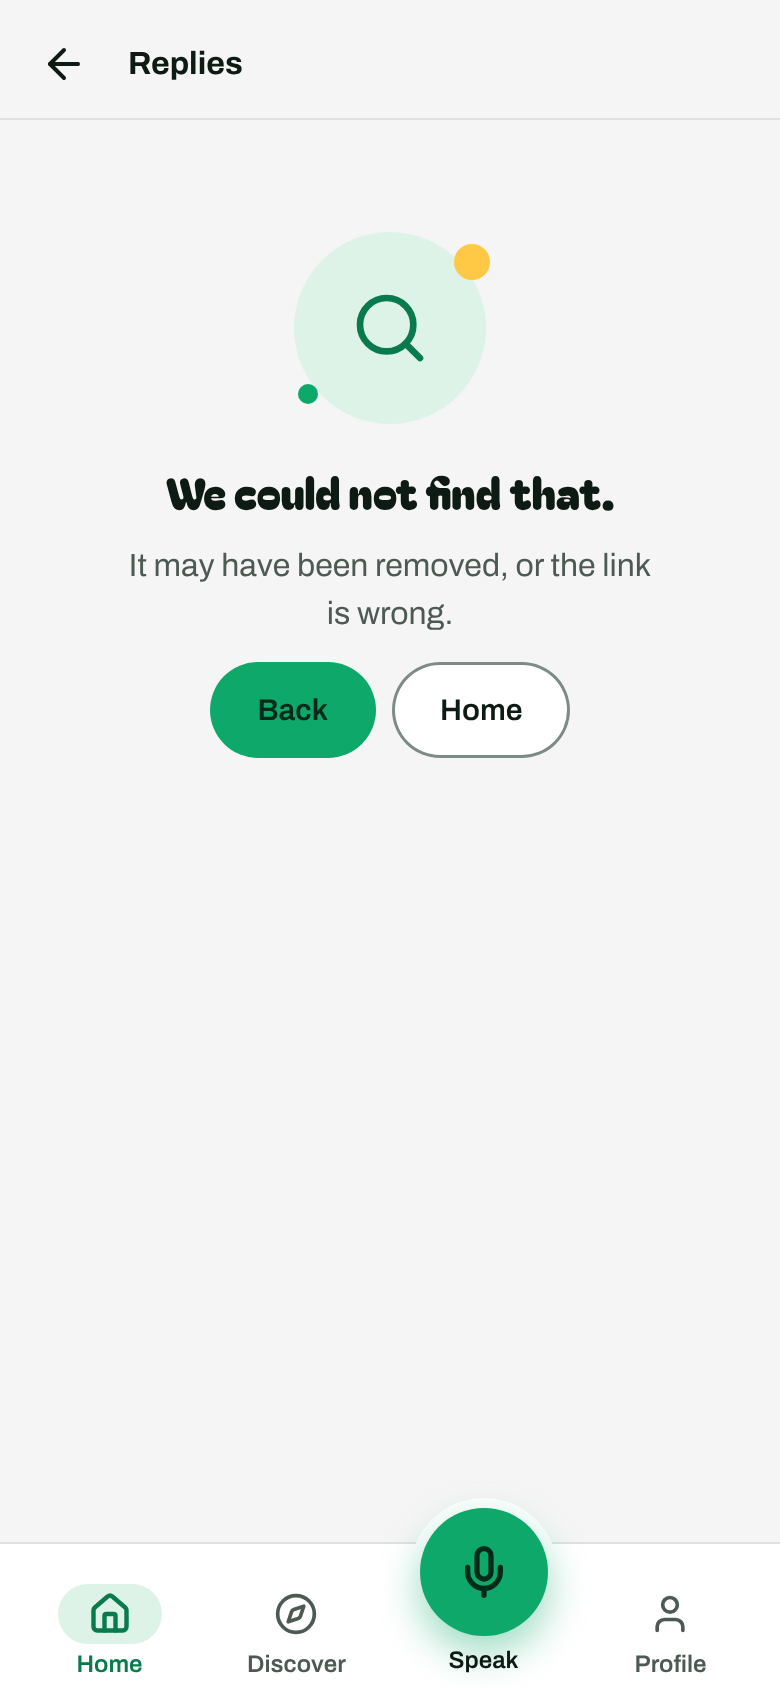 Replies
We could not find that.
It may have been removed, or the link
is wrong.
Back
Home
Home
Discover
Speak
Profile